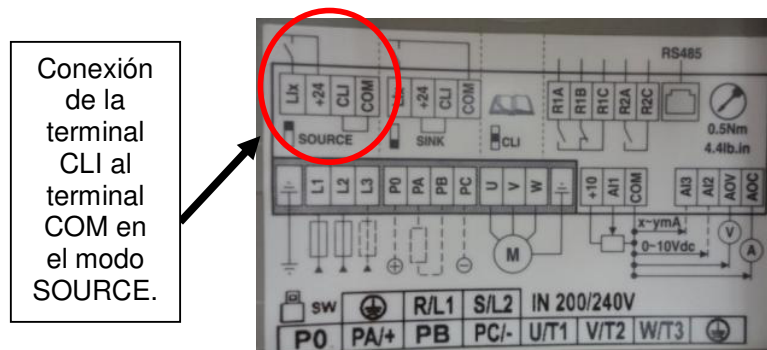 Conexión
de la
terminal
CLI al
terminal
COM en
el modo
SOURCE.
RS485
LIx +24 CLI COM
LIx +24 CLI COM
R1A R1B R1C R2A R2C
SOURCE
SINK
CLI
0.5Nm
4.4lb.in
L1 L2 L3 P0 PA PB PC U V W
+10 AI1 COM
AI3 AI2 AOV AOC
x~ymA
0~10Vdc
V
M
A
SW R/L1 S/L2 IN 200/240V
P0 PA/+ PB PC/- U/T1 V/T2 W/T3